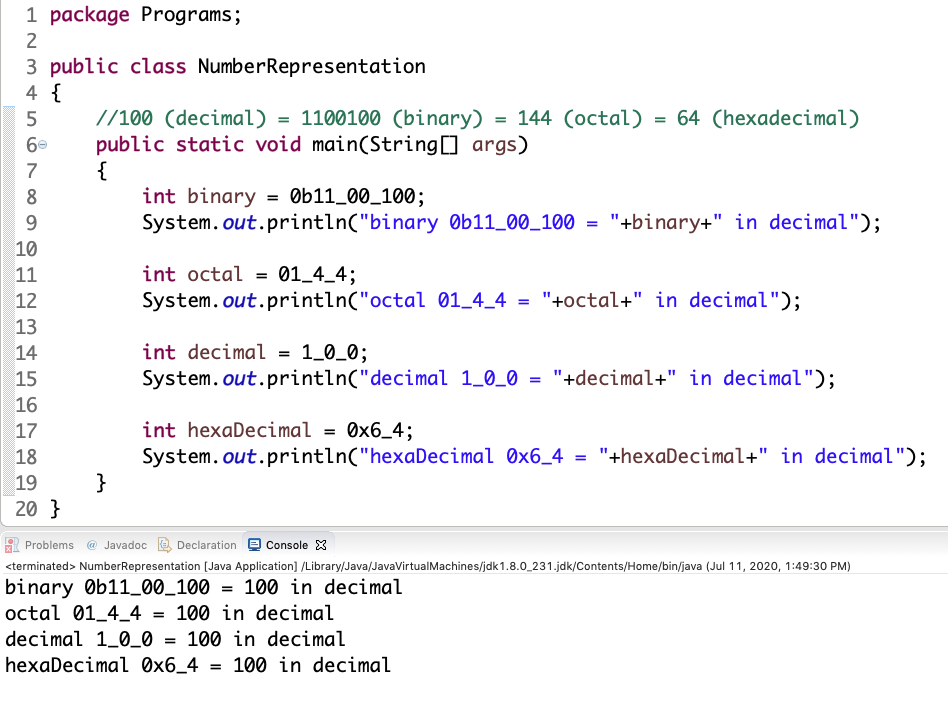 1 package Programs;
2
3 public class NumberRepresentation
4 {
5 //100 (decimal) = 1100100 (binary) = 144 (octal) = 64 (hexadecimal)
6 public static void main(String[] args)
7 {
8 int binary = 0b11_00_100;
9 System.out.println("binary 0b11_00_100 = "+binary+" in decimal");
10
11 int octal = 01_4_4;
12 System.out.println("octal 01_4_4 = "+octal+" in decimal");
13
14 int decimal = 1_0_0;
15 System.out.println("decimal 1_0_0 = "+decimal+" in decimal");
16
17 int hexaDecimal = 0x6_4;
18 System.out.println("hexaDecimal 0x6_4 = "+hexaDecimal+" in decimal");
19 }
20 }
Problems @ Javadoc Declaration Console
<terminated> NumberRepresentation [Java Application] /Library/Java/JavaVirtualMachines/jdk1.8.0_231.jdk/Contents/Home/bin/java (Jul 11, 2020, 1:49:30 PM)
binary 0b11_00_100 = 100 in decimal
octal 01_4_4 = 100 in decimal
decimal 1_0_0 = 100 in decimal
hexaDecimal 0x6_4 = 100 in decimal